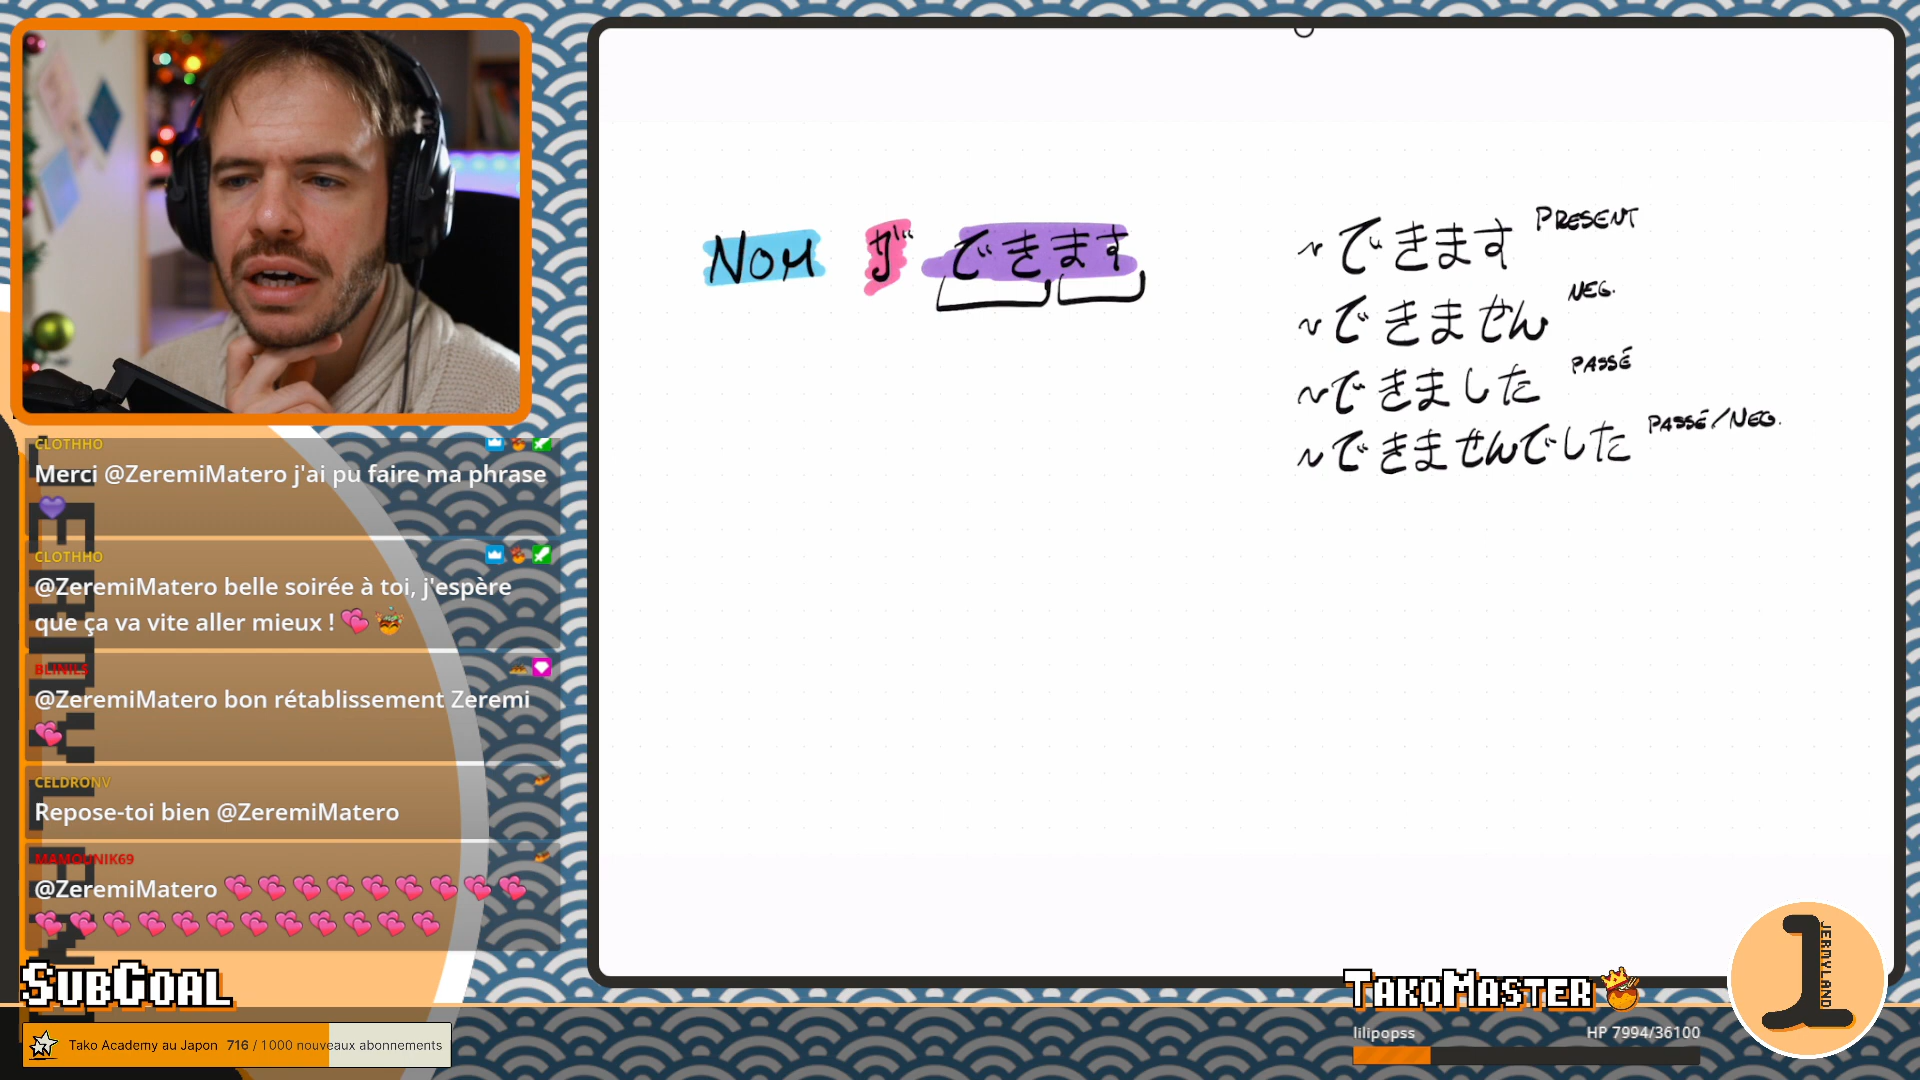 NOM が できます
~できます PRESENT
~できません NEG.
~できました PASSÉ
~できませんでした PASSÉ/NEG.
CLOTHHO
Merci @ZeremiMatero j'ai pu faire ma phrase 💜
CLOTHHO
@ZeremiMatero belle soirée à toi, j'espère
que ça va vite aller mieux ! 💕
BLINILS
@ZeremiMatero bon rétablissement Zeremi
💕
CELDRONV
Repose-toi bien @ZeremiMatero
MAMOUNIK69
@ZeremiMatero 💕 💕 💕 💕 💕 💕 💕 💕 💕
💕 💕 💕 💕 💕 💕 💕 💕 💕 💕 💕 💕
SUBGOAL
Tako Academy au Japon 716 / 1000 nouveaux abonnements
TAKOMASTER
lilipopss HP 7994/36100
JERMYLAND